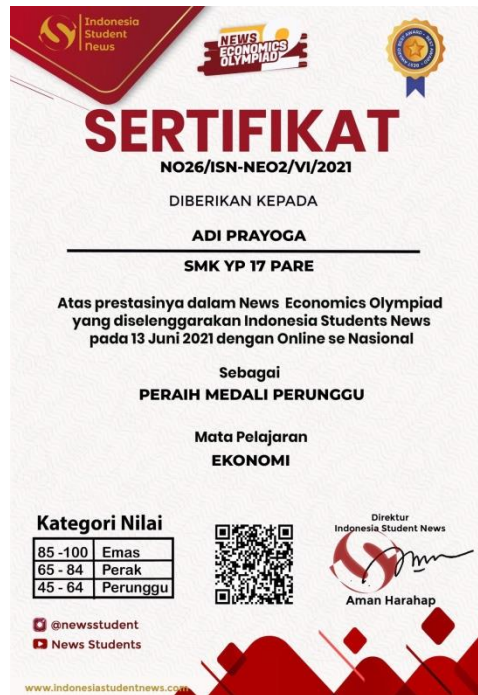 Indonesia
Student
News
NEWS
ECONOMICS
OLYMPIAD
BEST AWARD
SERTIFIKAT
NO26/ISN-NEO2/VI/2021
DIBERIKAN KEPADA
ADI PRAYOGA
SMK YP 17 PARE
Atas prestasinya dalam News Economics Olympiad
yang diselenggarakan Indonesia Students News
pada 13 Juni 2021 dengan Online se Nasional
Sebagai
PERAIH MEDALI PERUNGGU
Mata Pelajaran
EKONOMI
Kategori Nilai
85 -100 Emas
65 - 84 Perak
45 - 64 Perunggu
@newsstudent
News Students
www.indonesiastudentnews.com
Direktur
Indonesia Student News
Aman Harahap